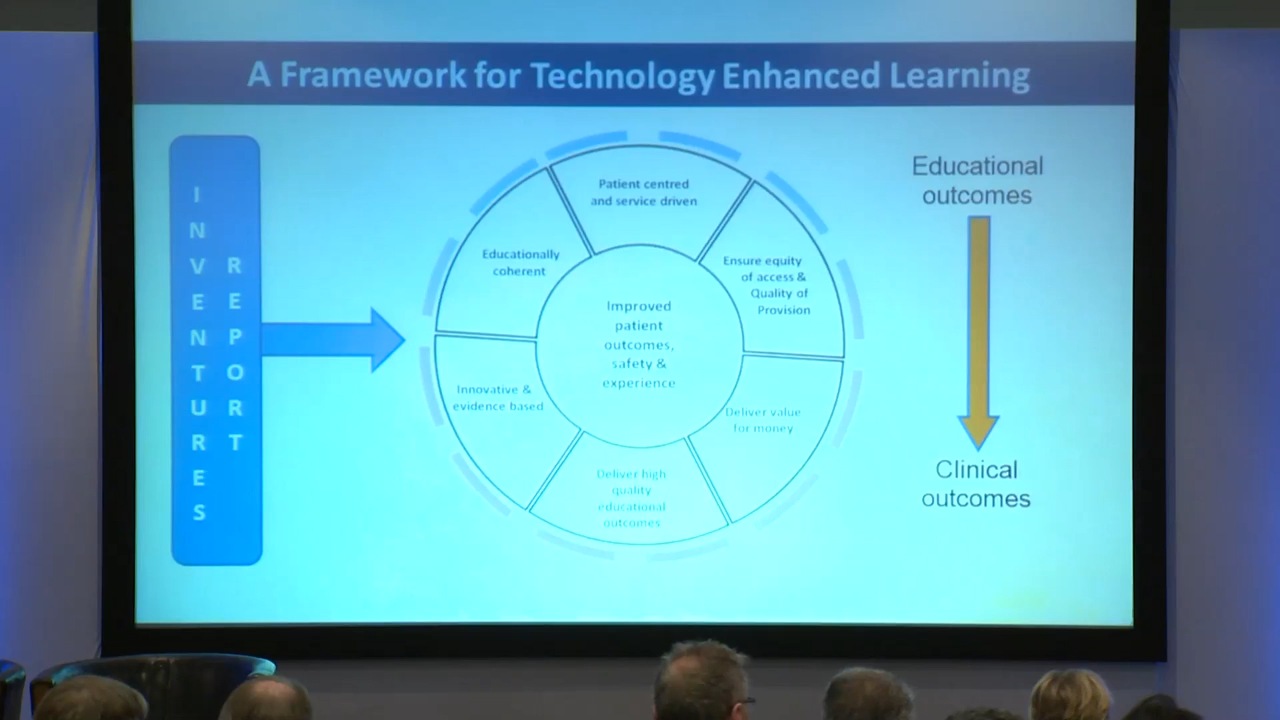 A Framework for Technology Enhanced Learning
INVENTURES
REPORT
Patient centred
and service driven
Ensure equity
of access &
Quality of
Provision
Deliver value
for money
Deliver high
quality
educational
outcomes
Innovative &
evidence based
Educationally
coherent
Improved
patient
outcomes,
safety &
experience
Educational
outcomes
Clinical
outcomes